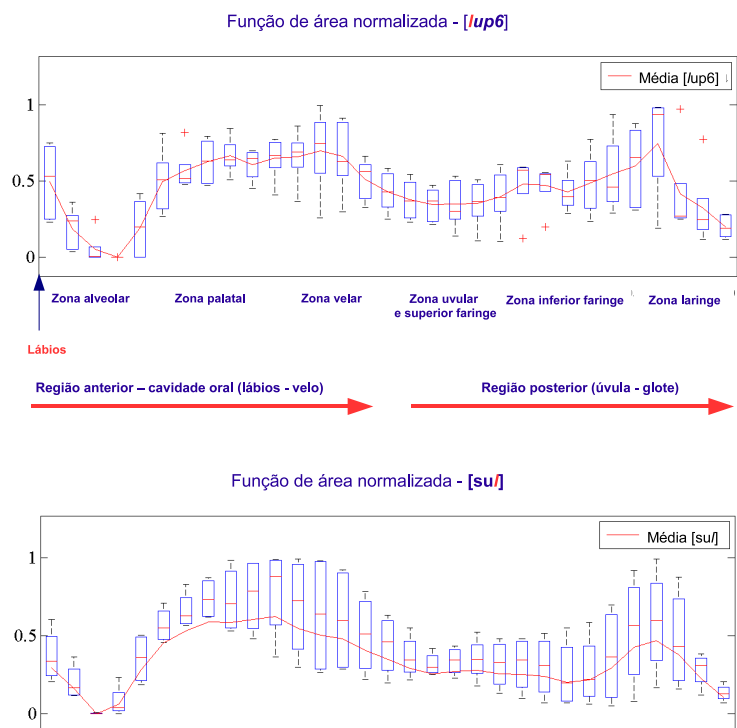 Função de área normalizada - [lup6]
Média [lup6]
1
0.5
0
Zona alveolar
Zona palatal
Zona velar
Zona uvular
e superior faringe
Zona inferior faringe
Zona laringe
Lábios
Região anterior – cavidade oral (lábios - velo)
Região posterior (úvula - glote)
Função de área normalizada - [sul]
Média [sul]
1
0.5
0